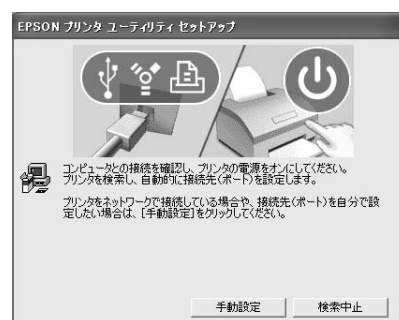 EPSON プリンタ ユーティリティ セットアップ
コンピュータとの接続を確認し、プリンタの電源をオンにしてください。
プリンタを検索し、自動的に接続先(ポート)を設定します。
プリンタをネットワークで接続している場合や、接続先(ポート)を自分で設
定したい場合は、[手動設定]をクリックしてください。
手動設定
検索中止